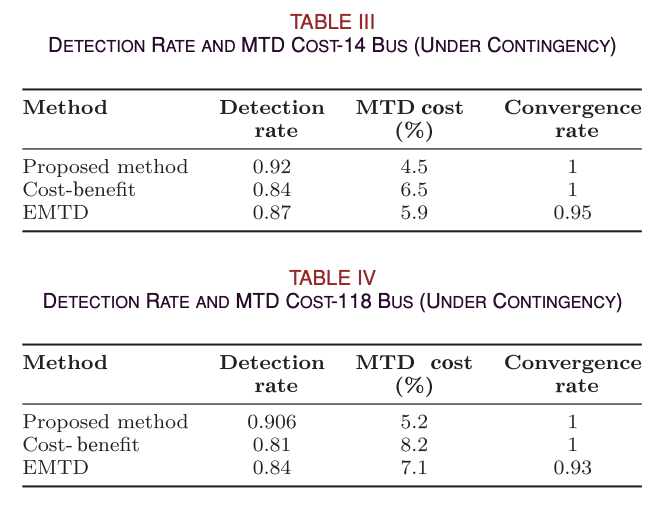 TABLE III
DETECTION RATE AND MTD COST-14 BUS (UNDER CONTINGENCY)
Method Detection rate MTD cost (%) Convergence rate
Proposed method 0.92 4.5 1
Cost-benefit 0.84 6.5 1
EMTD 0.87 5.9 0.95
TABLE IV
DETECTION RATE AND MTD COST-118 BUS (UNDER CONTINGENCY)
Method Detection rate MTD cost (%) Convergence rate
Proposed method 0.906 5.2 1
Cost- benefit 0.81 8.2 1
EMTD 0.84 7.1 0.93